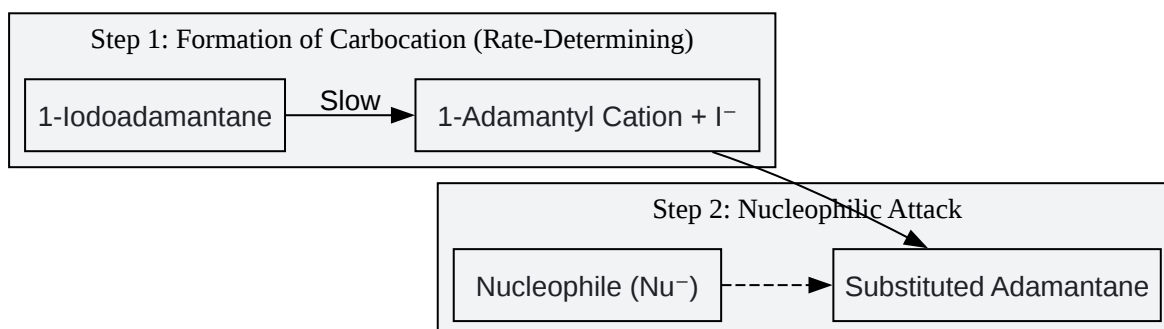 Step 1: Formation of Carbocation (Rate-Determining)
1-Iodoadamantane
Slow
1-Adamantyl Cation + I⁻
Step 2: Nucleophilic Attack
Nucleophile (Nu⁻)
Substituted Adamantane